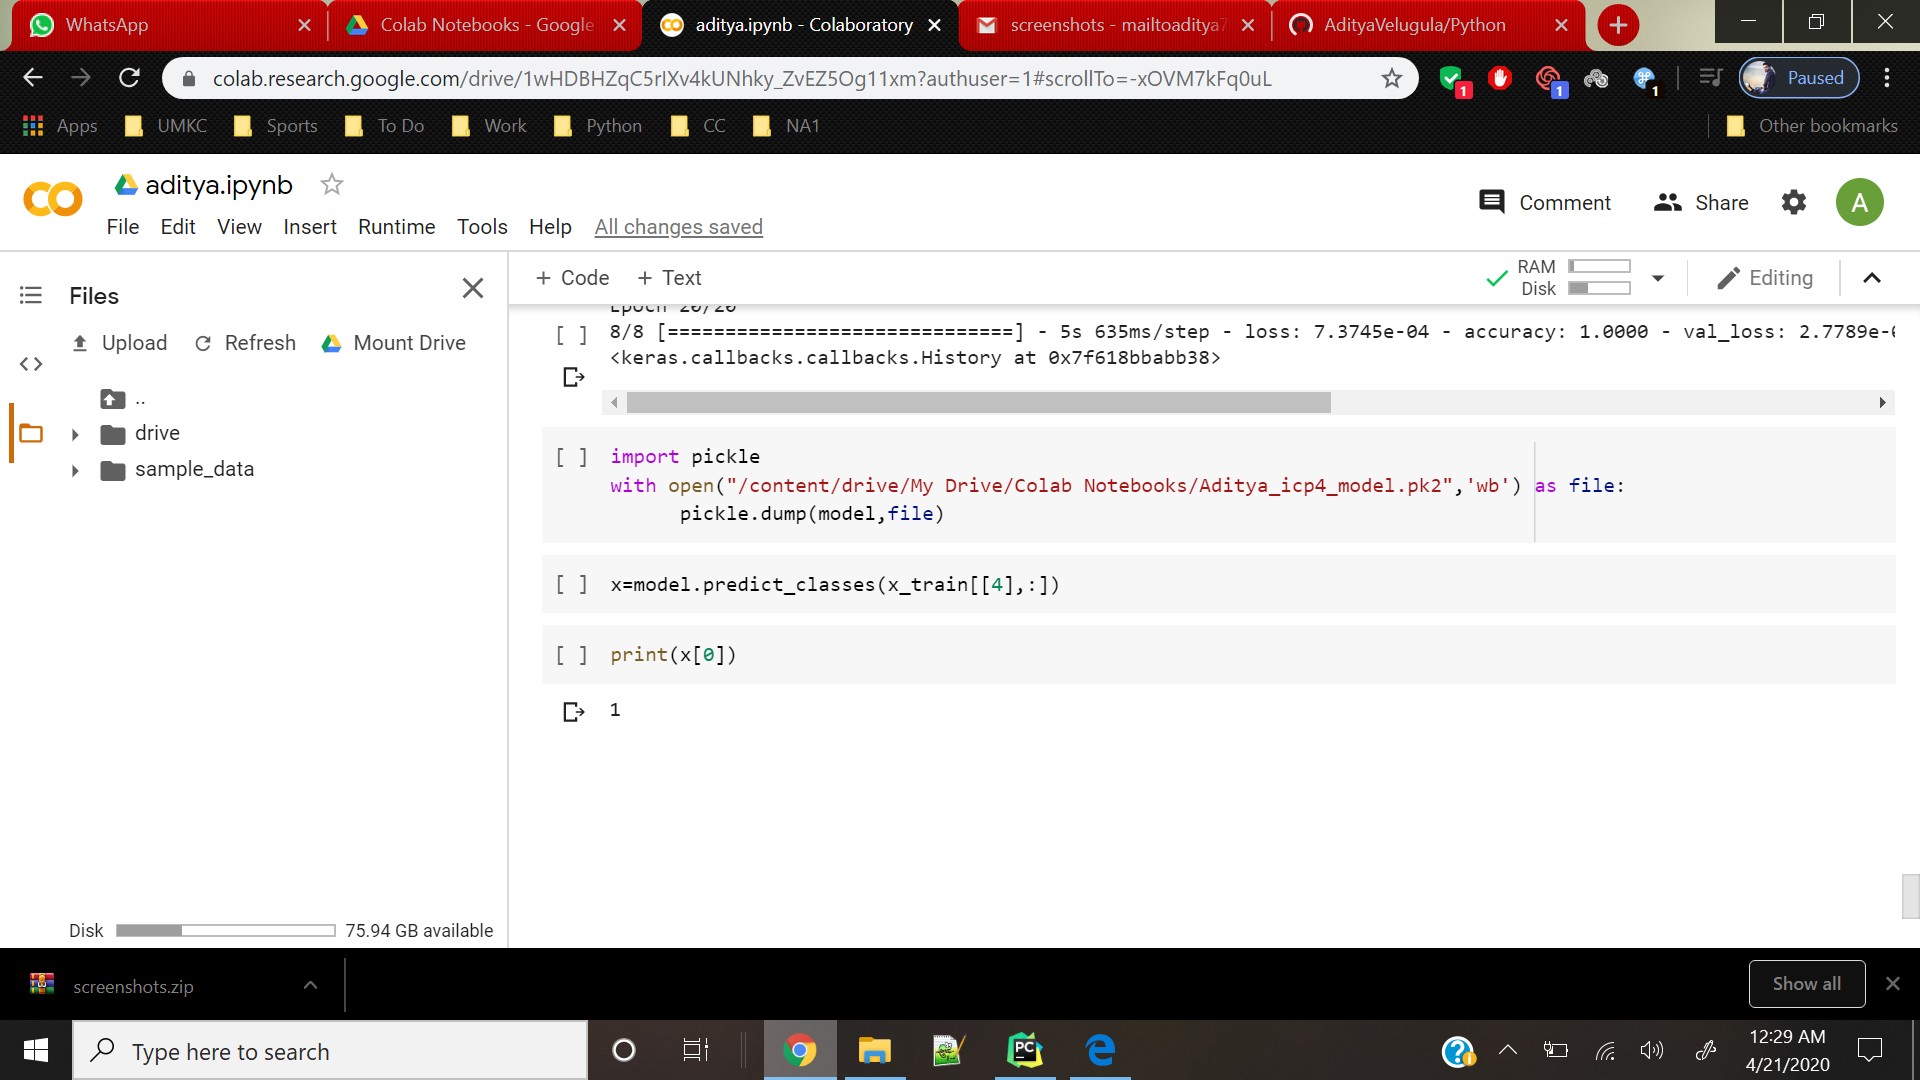 WhatsApp
Colab Notebooks - Google
aditya.ipynb - Colaboratory
screenshots - mailtoaditya7
AdityaVelugula/Python
colab.research.google.com/drive/1wHDBHZqC5rIXv4kUNhky_ZvEZ5Og11xm?authuser=1#scrollTo=-xOVM7kFq0uL
1
1
1
Paused
Apps UMKC Sports To Do Work Python CC NA1 Other bookmarks
aditya.ipynb
File Edit View Insert Runtime Tools Help All changes saved
Comment Share A
Files
+ Code + Text
RAM
Disk
Editing
Upload Refresh Mount Drive
..
drive
sample_data
Epoch 20/20
[ ] 8/8 [==============================] - 5s 635ms/step - loss: 7.3745e-04 - accuracy: 1.0000 - val_loss: 2.7789e-
<keras.callbacks.callbacks.History at 0x7f618bbabb38>
[ ] import pickle
with open("/content/drive/My Drive/Colab Notebooks/Aditya_icp4_model.pk2",'wb') as file:
pickle.dump(model,file)
[ ] x=model.predict_classes(x_train[[4],:])
[ ] print(x[0])
1
Disk 75.94 GB available
screenshots.zip
Show all
Type here to search
PC
12:29 AM
4/21/2020